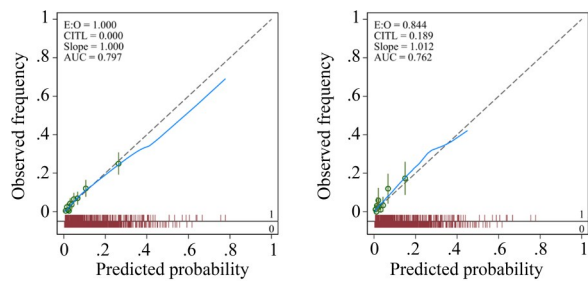 E:O = 1.000
CITL = 0.000
Slope = 1.000
AUC = 0.797
Observed frequency
1
.8
.6
.4
.2
0
1
0
0 .2 .4 .6 .8 1
Predicted probability
E:O = 0.844
CITL = 0.189
Slope = 1.012
AUC = 0.762
Observed frequency
1
.8
.6
.4
.2
0
1
0
0 .2 .4 .6 .8 1
Predicted probability